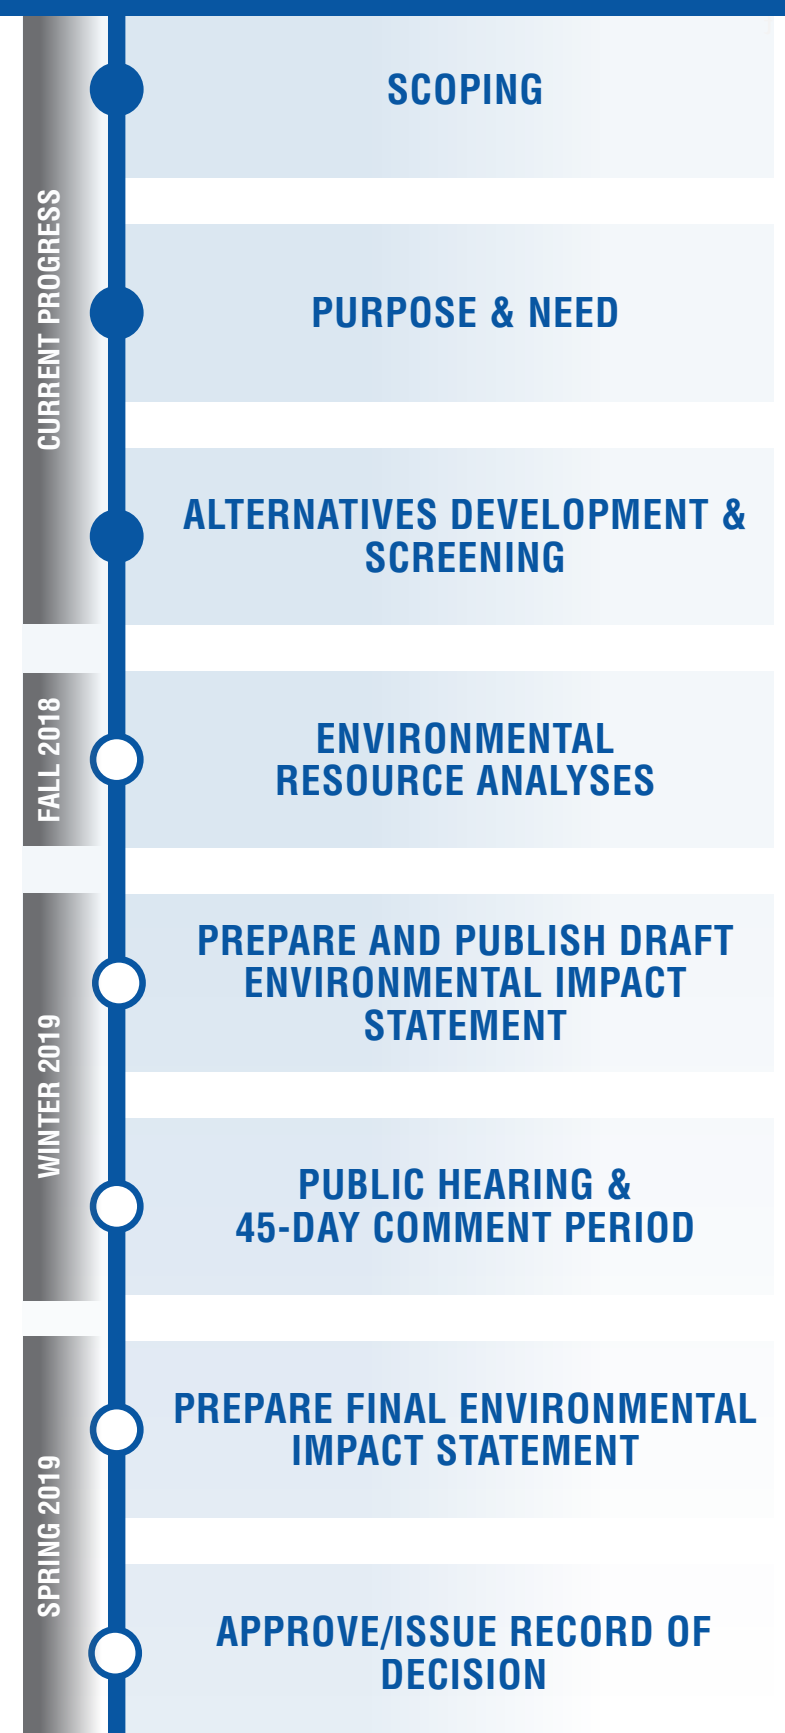 CURRENT PROGRESS
SCOPING
PURPOSE & NEED
ALTERNATIVES DEVELOPMENT &
SCREENING
FALL 2018
ENVIRONMENTAL
RESOURCE ANALYSES
WINTER 2019
PREPARE AND PUBLISH DRAFT
ENVIRONMENTAL IMPACT
STATEMENT
PUBLIC HEARING &
45-DAY COMMENT PERIOD
SPRING 2019
PREPARE FINAL ENVIRONMENTAL
IMPACT STATEMENT
APPROVE/ISSUE RECORD OF
DECISION